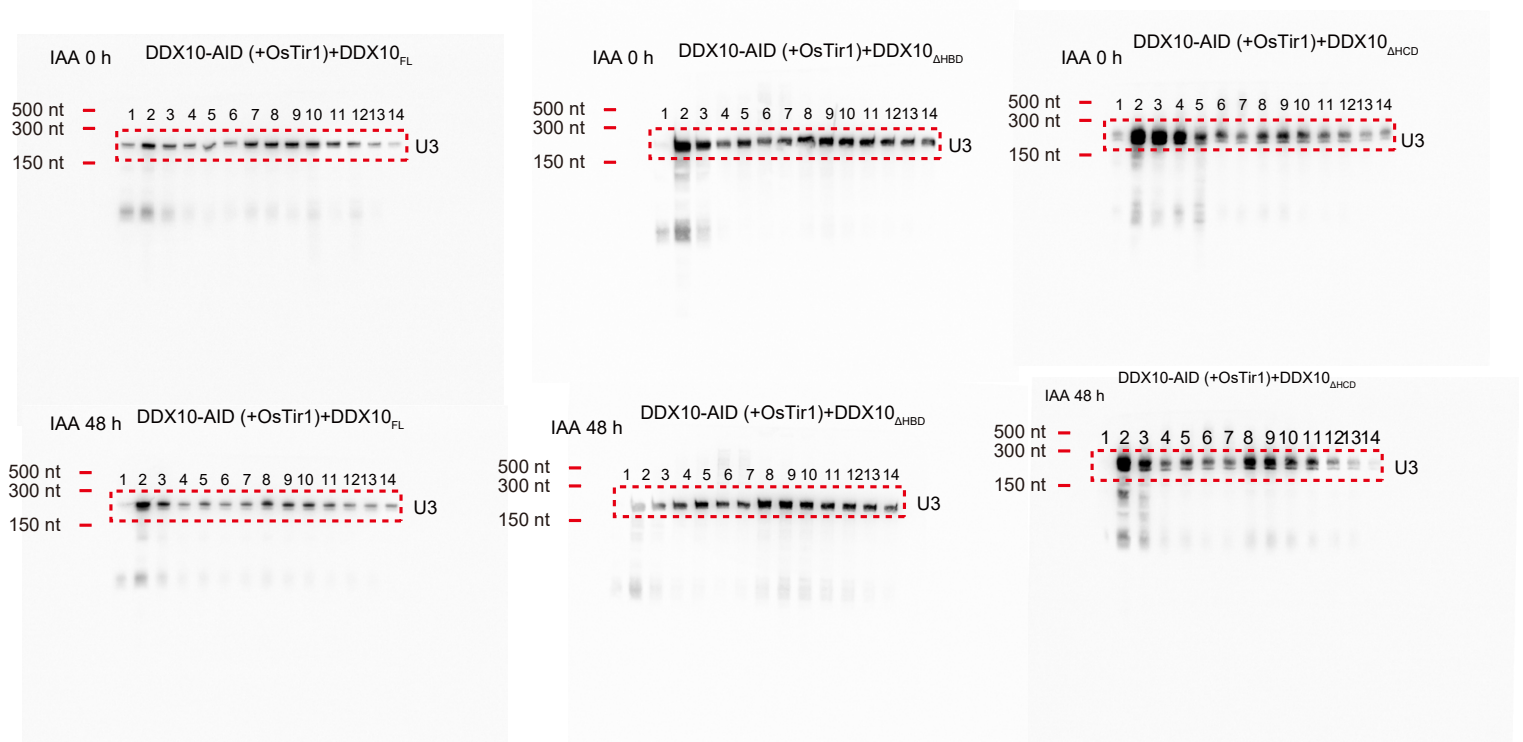 IAA 0 h DDX10-AID (+OsTir1)+DDX10FL
500 nt
1 2 3 4 5 6 7 8 9 10 11 12 13 14
300 nt
U3
150 nt
IAA 0 h DDX10-AID (+OsTir1)+DDX10ΔHBD
500 nt
1 2 3 4 5 6 7 8 9 10 11 12 13 14
300 nt
U3
150 nt
IAA 0 h DDX10-AID (+OsTir1)+DDX10ΔHCD
500 nt
1 2 3 4 5 6 7 8 9 10 11 12 13 14
300 nt
U3
150 nt
IAA 48 h DDX10-AID (+OsTir1)+DDX10FL
500 nt
1 2 3 4 5 6 7 8 9 10 11 12 13 14
300 nt
U3
150 nt
IAA 48 h DDX10-AID (+OsTir1)+DDX10ΔHBD
500 nt
1 2 3 4 5 6 7 8 9 10 11 12 13 14
300 nt
U3
150 nt
DDX10-AID (+OsTir1)+DDX10ΔHCD
IAA 48 h
500 nt
1 2 3 4 5 6 7 8 9 10 11 12 13 14
300 nt
U3
150 nt